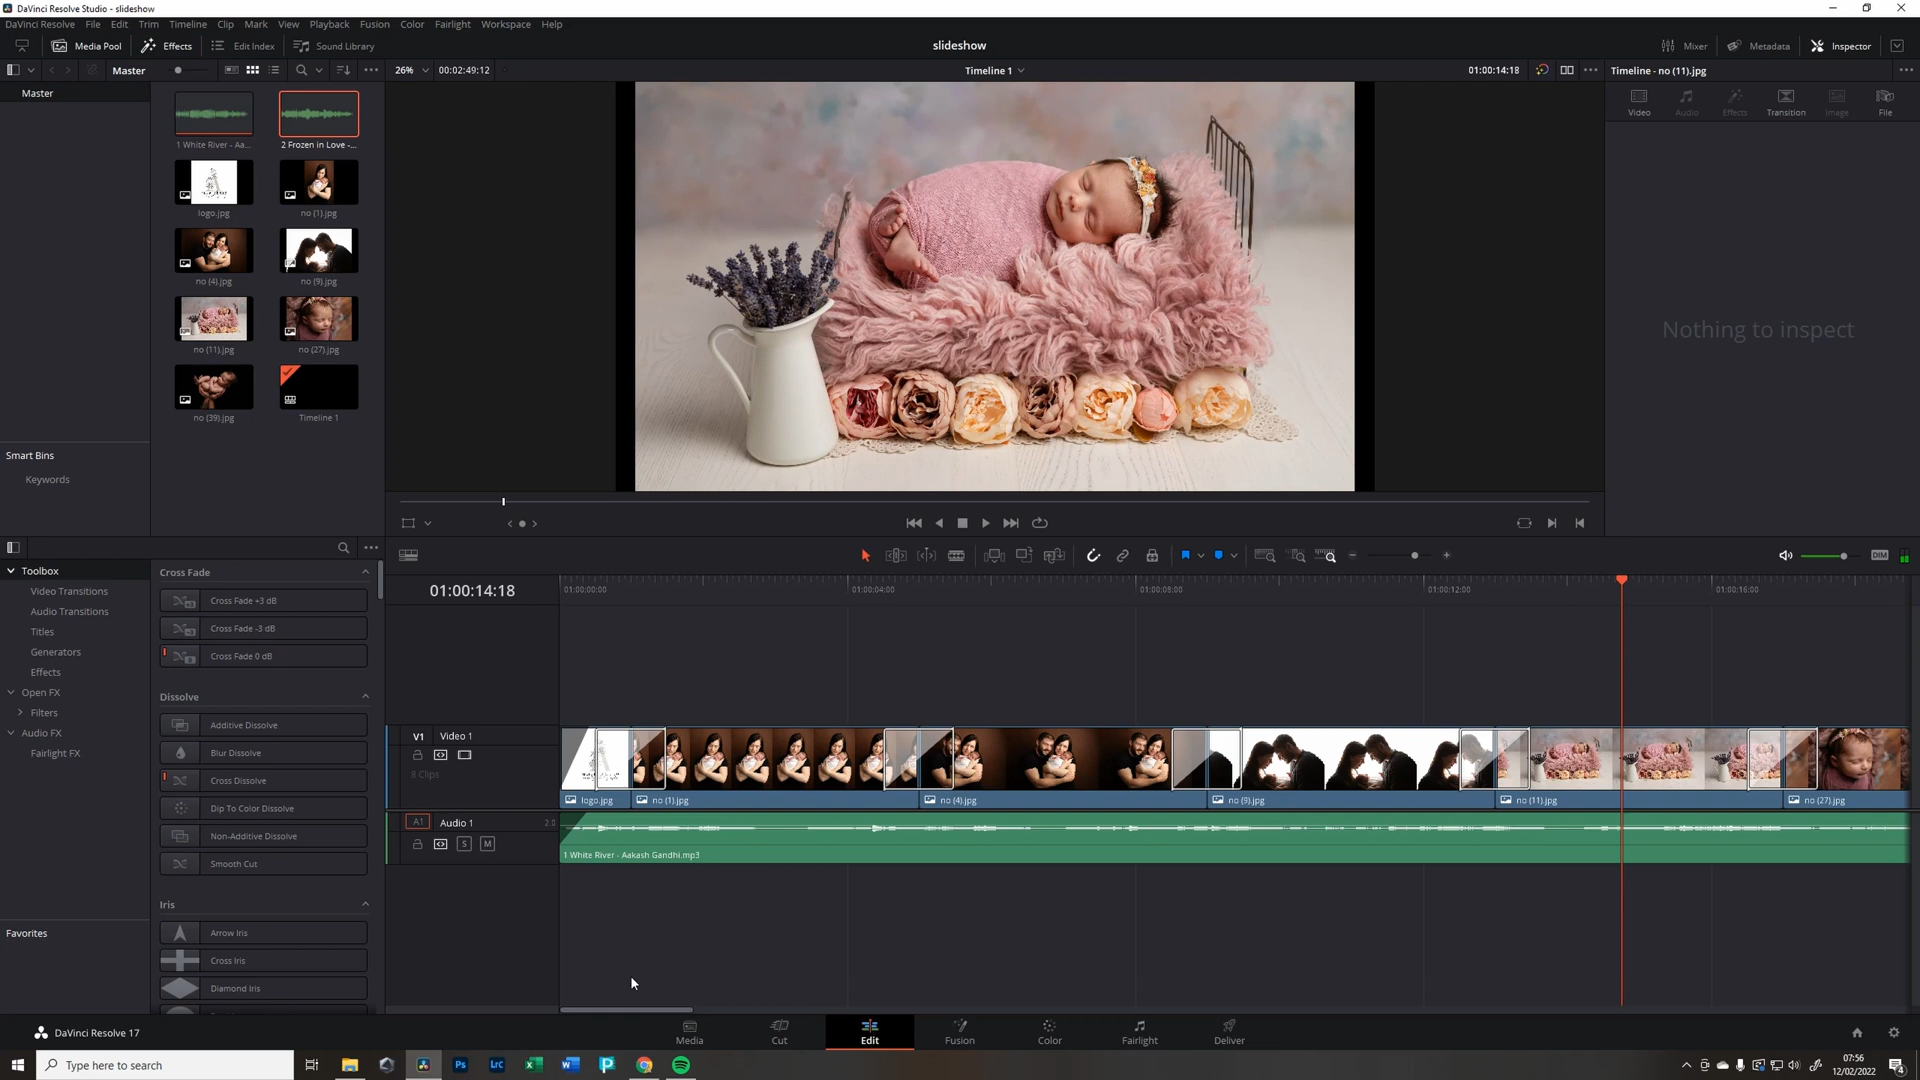 DaVinci Resolve Studio - slideshow
DaVinci Resolve File Edit Trim Timeline Clip Mark View Playback Fusion Color Fairlight Workspace Help
Media Pool Effects Edit Index Sound Library slideshow Mixer Metadata Inspector
Master 26% 00:02:49:12 Timeline 1 01:00:14:18 Timeline - no (11).jpg
Master
Video Audio Effects Transition Image File
1 White River - Aa... 2 Frozen in Love -...
logo.jpg no (1).jpg
no (4).jpg no (9).jpg
no (11).jpg no (27).jpg
Nothing to inspect
no (39).jpg Timeline 1
Smart Bins
Keywords
Toolbox
Video Transitions
Audio Transitions
Titles
Generators
Effects
Open FX
Filters
Audio FX
Fairlight FX
Favorites
Cross Fade
Cross Fade +3 dB
Cross Fade -3 dB
Cross Fade 0 dB
Dissolve
Additive Dissolve
Blur Dissolve
Cross Dissolve
Dip To Color Dissolve
Non-Additive Dissolve
Smooth Cut
Iris
Arrow Iris
Cross Iris
Diamond Iris
DIM
01:00:14:18 01:00:00:00 01:00:04:00 01:00:08:00 01:00:12:00 01:00:16:00
V1 Video 1
8 Clips
logo.jpg no (1).jpg no (4).jpg no (9).jpg no (11).jpg no (27).jpg
A1 Audio 1 2.0
S M
1 White River - Aakash Gandhi.mp3
DaVinci Resolve 17
Media Cut Edit Fusion Color Fairlight Deliver
Type here to search
Ps LrC
07:56
12/02/2022
4